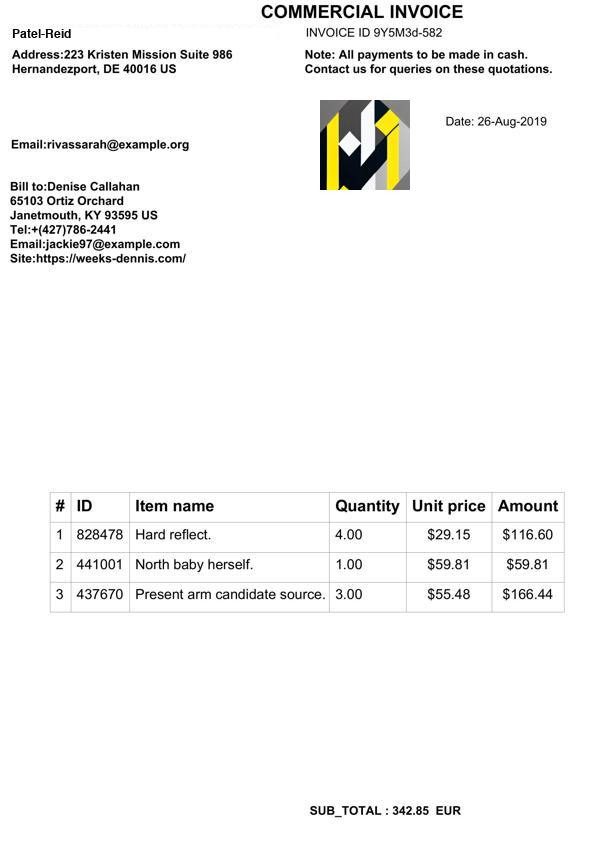 COMMERCIAL INVOICE
Patel-Reid
INVOICE ID 9Y5M3d-582
Address:223 Kristen Mission Suite 986
Hernandezport, DE 40016 US
Note: All payments to be made in cash.
Contact us for queries on these quotations.
Date: 26-Aug-2019
Email:rivassarah@example.org
Bill to:Denise Callahan
65103 Ortiz Orchard
Janetmouth, KY 93595 US
Tel:+(427)786-2441
Email:jackie97@example.com
Site:https://weeks-dennis.com/
# ID Item name Quantity Unit price Amount
1 828478 Hard reflect. 4.00 $29.15 $116.60
2 441001 North baby herself. 1.00 $59.81 $59.81
3 437670 Present arm candidate source. 3.00 $55.48 $166.44
SUB_TOTAL : 342.85 EUR